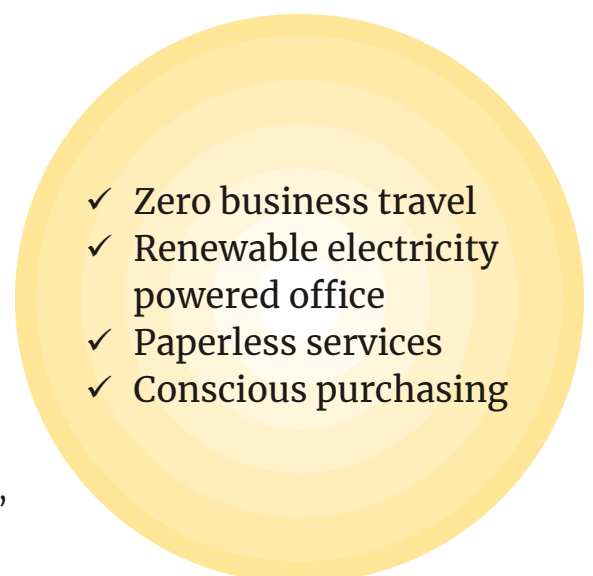 ✓ Zero business travel
✓ Renewable electricity
powered office
✓ Paperless services
✓ Conscious purchasing
,